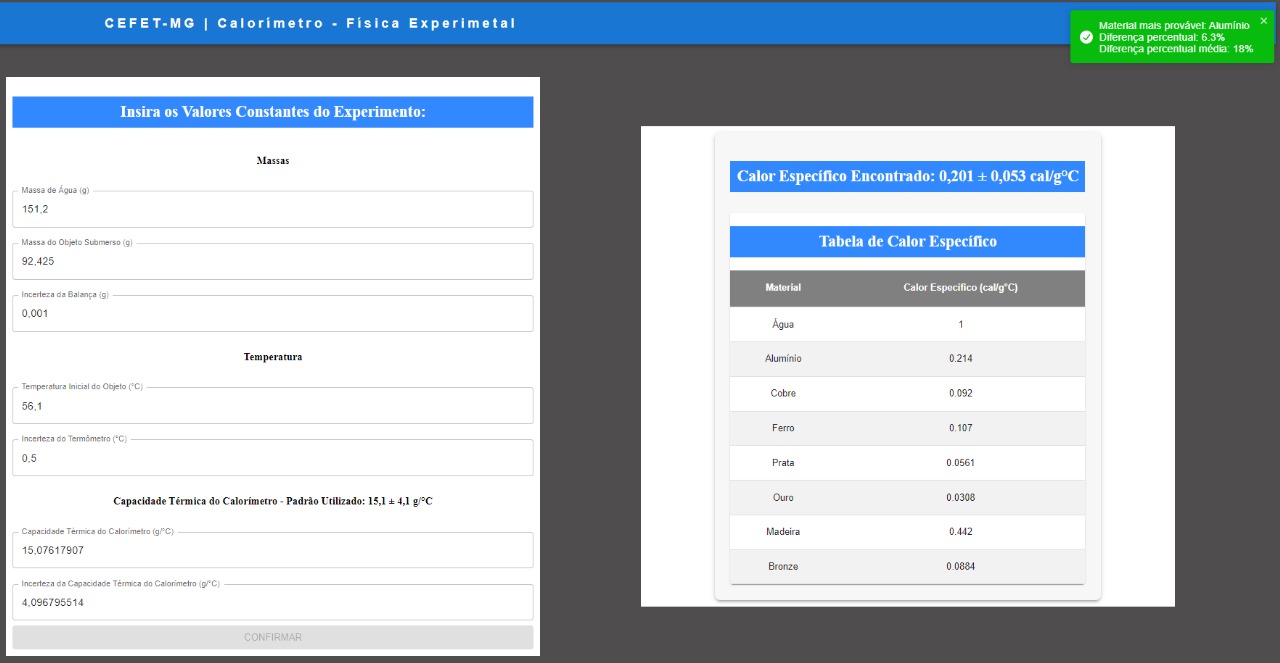 CEFET-MG | Calorímetro - Física Experimetal
Material mais provável: Alumínio
Diferença percentual: 6.3%
Diferença percentual média: 18%
Insira os Valores Constantes do Experimento:
Massas
Massa de Água (g)
151,2
Massa do Objeto Submerso (g)
92,425
Incerteza da Balança (g)
0,001
Temperatura
Temperatura Inicial do Objeto (°C)
56,1
Incerteza do Termômetro (°C)
0,5
Capacidade Térmica do Calorímetro - Padrão Utilizado: 15,1 ± 4,1 g/°C
Capacidade Térmica do Calorímetro (g/°C)
15,07617907
Incerteza da Capacidade Térmica do Calorímetro (g/°C)
4,096795514
CONFIRMAR
Calor Específico Encontrado: 0,201 ± 0,053 cal/g°C
Tabela de Calor Específico
Material Calor Específico (cal/g°C)
Água 1
Alumínio 0.214
Cobre 0.092
Ferro 0.107
Prata 0.0561
Ouro 0.0308
Madeira 0.442
Bronze 0.0884